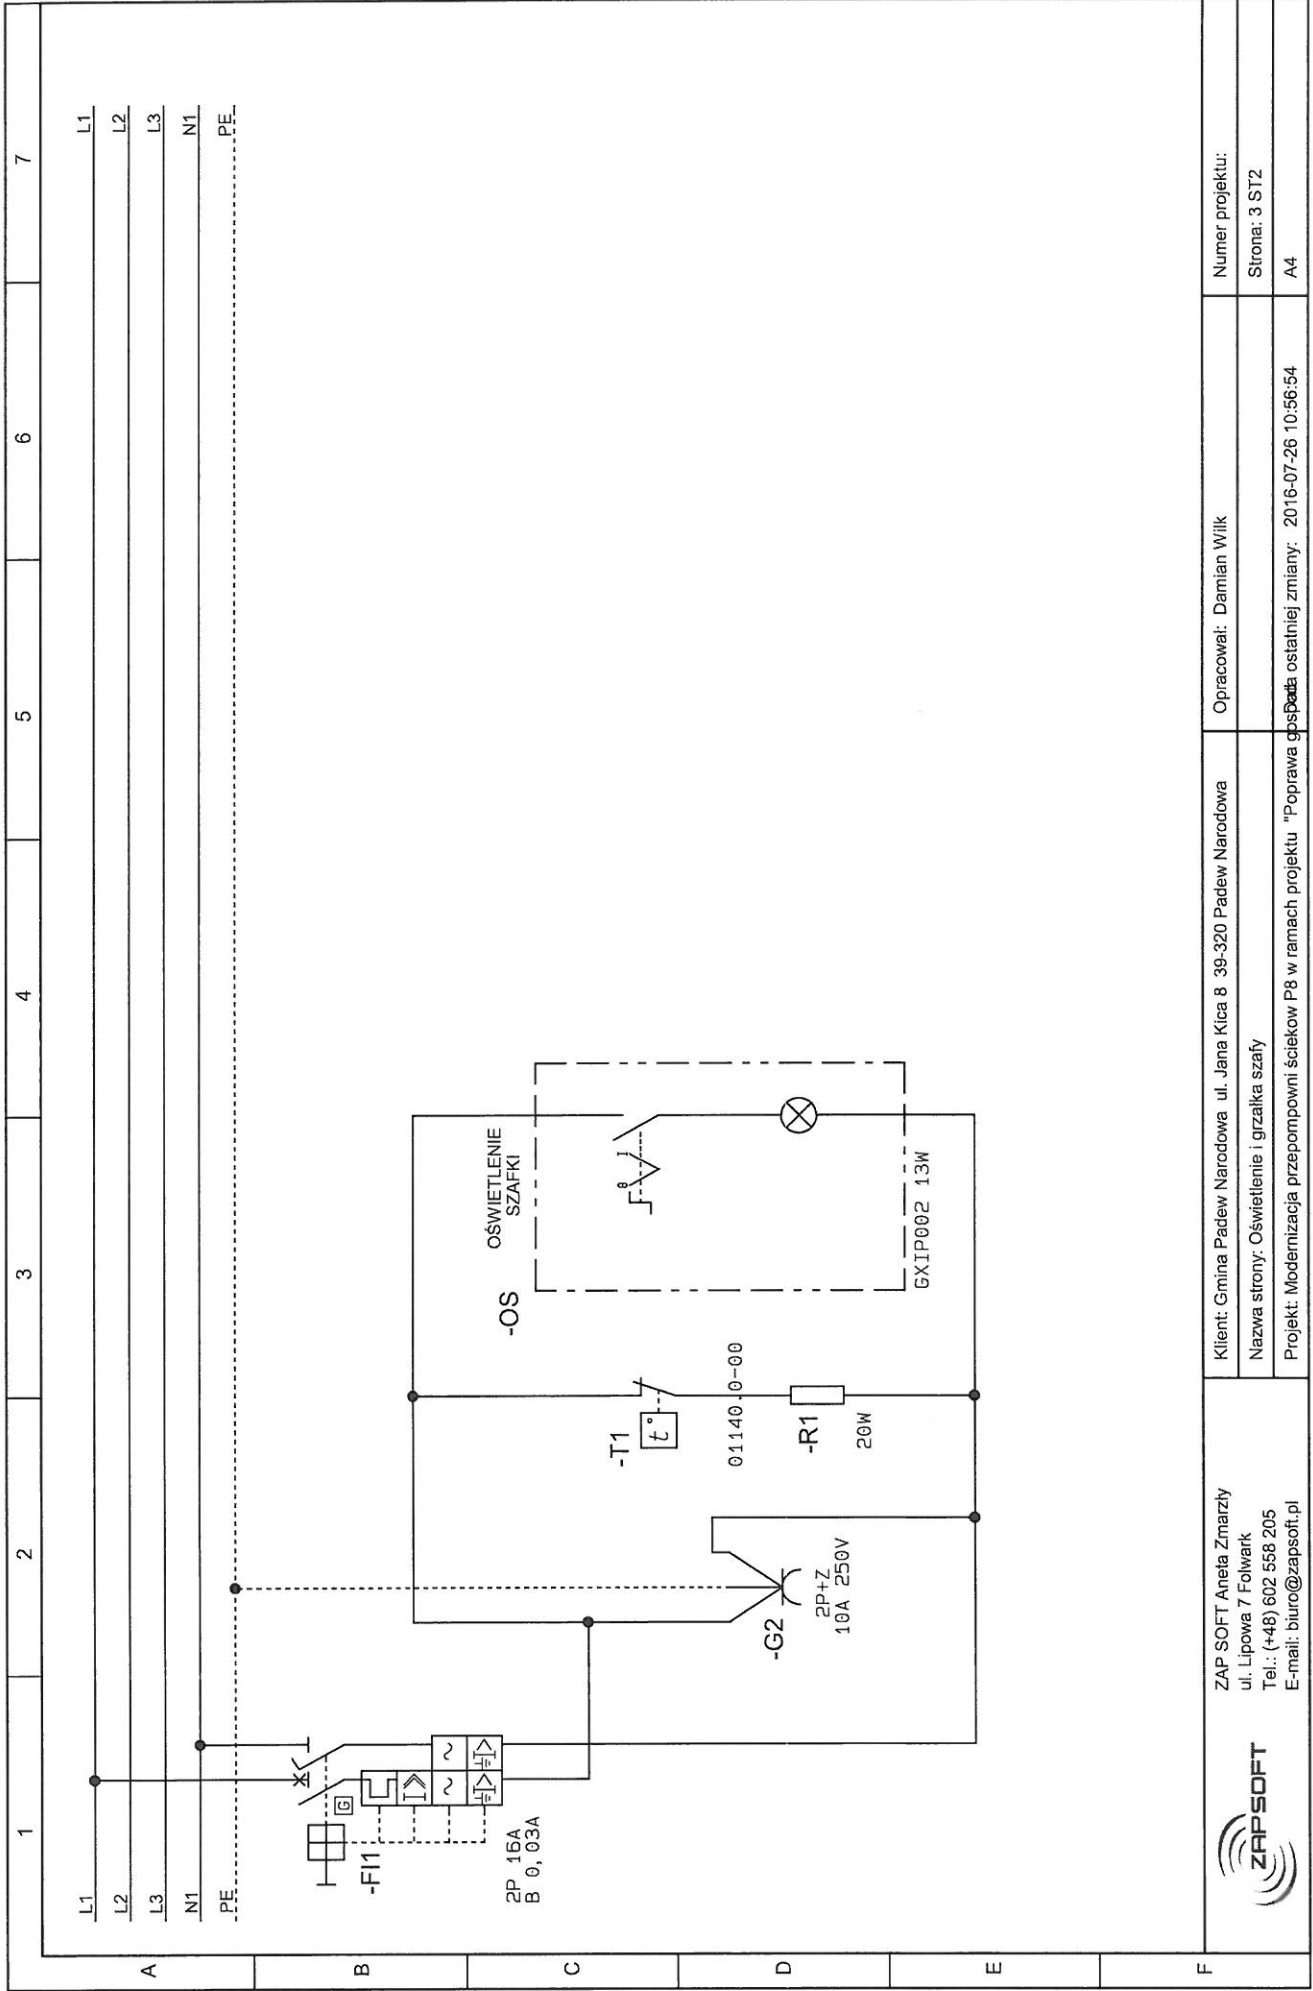 1 2 3 4 5 6 7
A
B
C
D
E
F
L1
L2
L3
N1
PE
L1
L2
L3
N1
PE
G
-FI1
2P 16A
B 0,03A
-G2
2P+Z
10A 250V
-T1
t°
01140.0-00
-R1
20W
-OS
OŚWIETLENIE
SZAFKI
0 I
GXIP002 13W
ZAPSOFT
ZAP SOFT Aneta Zmarzły
ul. Lipowa 7 Folwark
Tel.: (+48) 602 558 205
E-mail: biuro@zapsoft.pl
Klient: Gmina Padew Narodowa ul. Jana Kica 8 39-320 Padew Narodowa
Nazwa strony: Oświetlenie i grzałka szafy
Projekt: Modernizacja przepompowni ściekow P8 w ramach projektu "Poprawa
Opracował: Damian Wilk
ostatniej zmiany: 2016-07-26 10:56:54
Numer projektu:
Strona: 3 ST2
A4